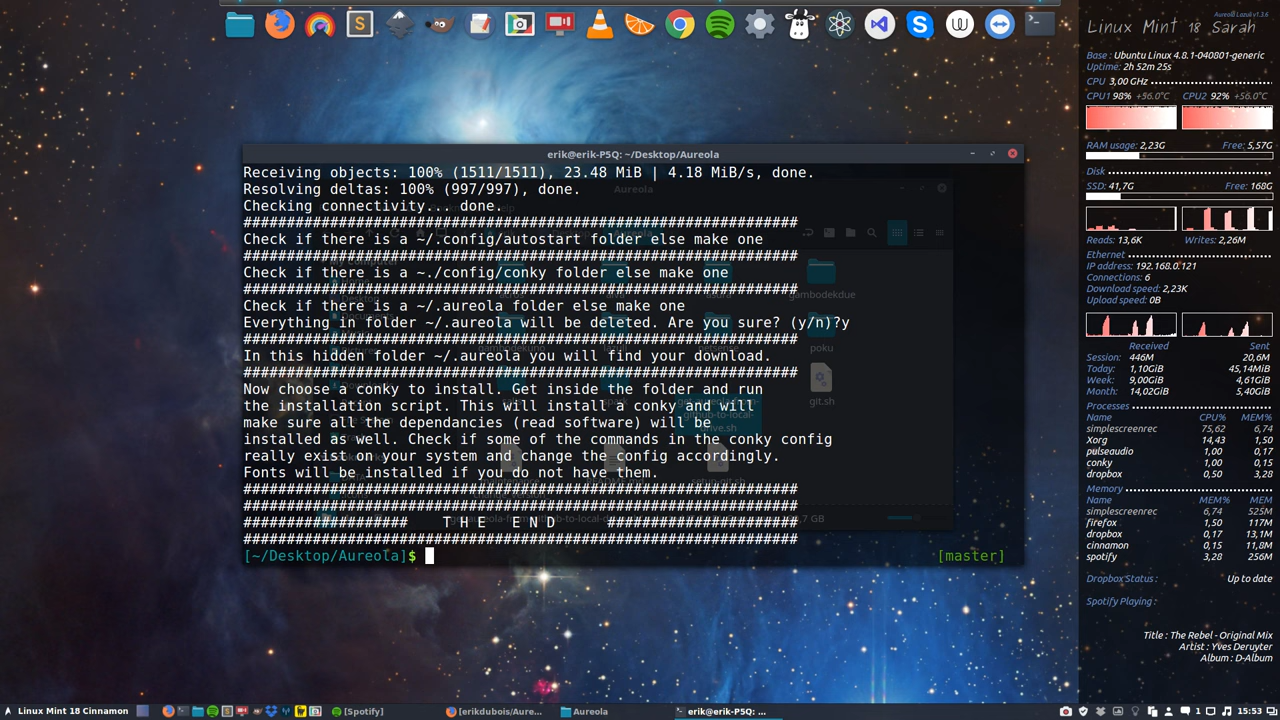 Aureola Lazuli v1.3.6
Linux Mint 18 Sarah
Base : Ubuntu Linux 4.8.1-040801-generic
Uptime: 2h 52m 25s
CPU 3,00 GHz
CPU1 98% +56.0°C CPU2 92% +56.0°C
RAM usage: 2,23G Free: 5,57G
Disk
SSD: 41,7G Free: 168G
Reads: 13,6K Writes: 2,26M
Ethernet
IP address: 192.168.0.121
Connections: 6
Download speed: 2,23K
Upload speed: 0B
Received Sent
Session: 446M 20,6M
Today: 1,10GiB 45,14MiB
Week: 9,00GiB 4,61GiB
Month: 14,02GiB 5,40GiB
Processes
Name CPU% MEM%
simplescreenrec 75,62 6,74
Xorg 14,43 1,50
pulseaudio 1,00 0,17
conky 1,00 0,15
dropbox 0,50 3,28
Memory
Name MEM% MEM
simplescreenrec 6,74 525M
firefox 1,50 117M
dropbox 0,17 13,1M
cinnamon 0,15 11,8M
spotify 3,28 256M
Dropbox Status : Up to date
Spotify Playing :
Title : The Rebel - Original Mix
Artist : Yves Deruyter
Album : D-Album
erik@erik-P5Q: ~/Desktop/Aureola
Receiving objects: 100% (1511/1511), 23.48 MiB | 4.18 MiB/s, done.
Resolving deltas: 100% (997/997), done.
Checking connectivity... done.
################################################################
Check if there is a ~/.config/autostart folder else make one
################################################################
Check if there is a ~./config/conky folder else make one
################################################################
Check if there is a ~/.aureola folder else make one
Everything in folder ~/.aureola will be deleted. Are you sure? (y/n)?y
################################################################
In this hidden folder ~/.aureola you will find your download.
################################################################
Now choose a conky to install. Get inside the folder and run
the installation script. This will install a conky and will
make sure all the dependancies (read software) will be
installed as well. Check if some of the commands in the conky config
really exist on your system and change the config accordingly.
Fonts will be installed if you do not have them.
################################################################
################################################################
################### T H E   E N D ######################
################################################################
[~/Desktop/Aureola]$ [master]
Aureola
gambodekdue
poku
git.sh
Linux Mint 18 Cinnamon
[Spotify]
[erikdubois/Aure...
Aureola
erik@erik-P5Q: ...
1
15:53